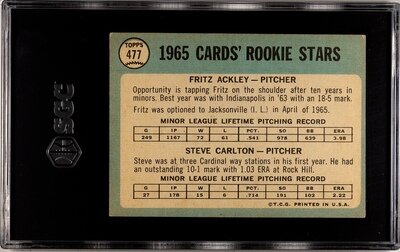 TOPPS
477
1965 CARDS' ROOKIE STARS
FRITZ ACKLEY — PITCHER
Opportunity is tapping Fritz on the shoulder after ten years in
minors. Best year was with Indianapolis in '63 with an 18-5 mark.
Fritz was optioned to Jacksonville (I. L.) in April of 1965.
MINOR LEAGUE LIFETIME PITCHING RECORD
G IP W L PCT. SO BB ERA
249 1167 72 61 .541 978 639 3.98
STEVE CARLTON — PITCHER
Steve was at three Cardinal way stations in his first year. He had
an outstanding 10-1 mark with 1.03 ERA at Rock Hill.
MINOR LEAGUE LIFETIME PITCHING RECORD
G IP W L PCT. SO BB ERA
27 178 15 6 .714 191 102 2.22
©T.C.G. PRINTED IN U.S.A.
SGC